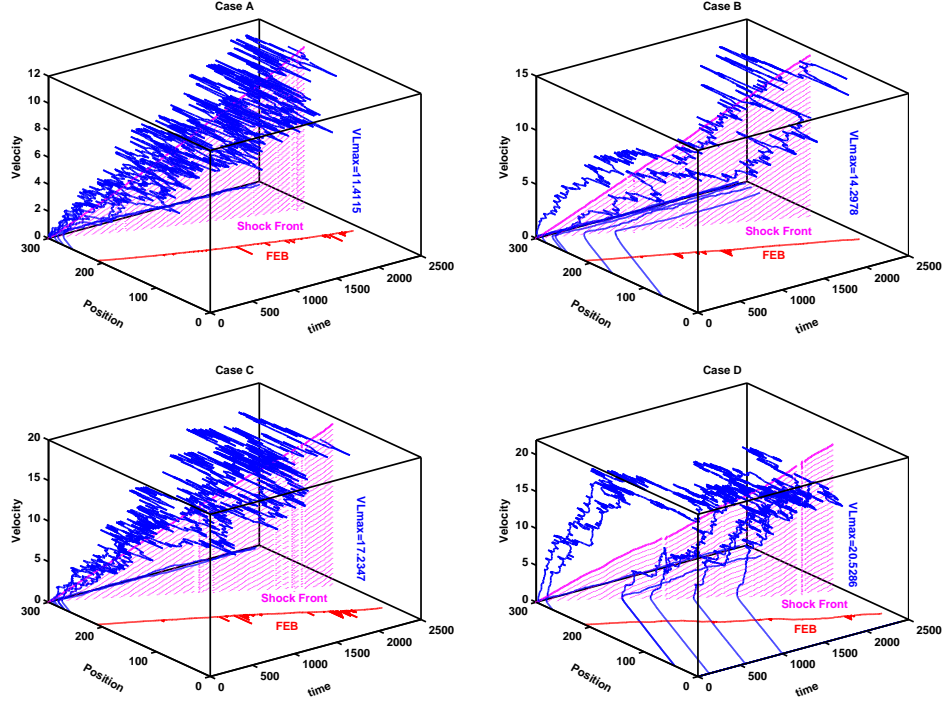 Case A
12
10
8
6
4
2
0
Velocity
300
200
100
0
Position
0
500
1000
1500
2000
2500
time
VLmax=11.4115
Shock Front
FEB
Case B
15
10
5
0
Velocity
300
200
100
0
Position
0
500
1000
1500
2000
2500
time
VLmax=14.2978
Shock Front
FEB
Case C
20
15
10
5
0
Velocity
300
200
100
0
Position
0
500
1000
1500
2000
2500
time
VLmax=17.2347
Shock Front
FEB
Case D
20
15
10
5
0
Velocity
300
200
100
0
Position
0
500
1000
1500
2000
2500
time
VLmax=20.5286
Shock Front
FEB